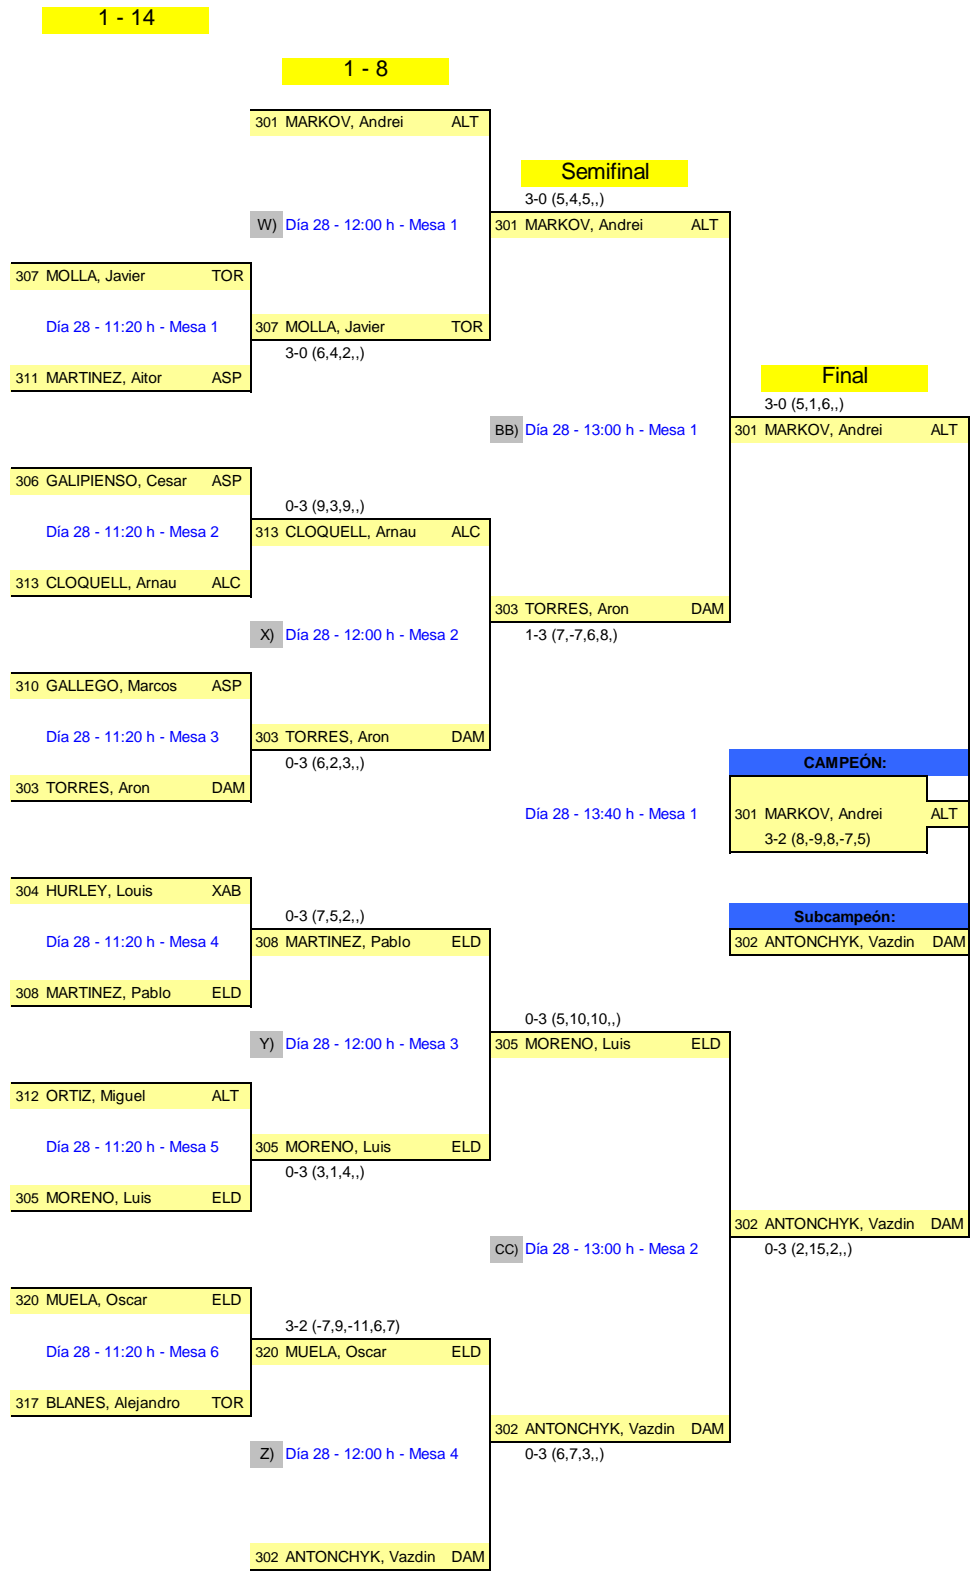 1 - 14
1 - 8
301 MARKOV, Andrei ALT
Semifinal
3-0 (5,4,5,,)
W) Día 28 - 12:00 h - Mesa 1
301 MARKOV, Andrei ALT
307 MOLLA, Javier TOR
Día 28 - 11:20 h - Mesa 1
307 MOLLA, Javier TOR
3-0 (6,4,2,,)
311 MARTINEZ, Aitor ASP
Final
3-0 (5,1,6,,)
BB) Día 28 - 13:00 h - Mesa 1
301 MARKOV, Andrei ALT
306 GALIPIENSO, Cesar ASP
0-3 (9,3,9,,)
Día 28 - 11:20 h - Mesa 2
313 CLOQUELL, Arnau ALC
313 CLOQUELL, Arnau ALC
303 TORRES, Aron DAM
X) Día 28 - 12:00 h - Mesa 2
1-3 (7,-7,6,8,)
310 GALLEGO, Marcos ASP
Día 28 - 11:20 h - Mesa 3
303 TORRES, Aron DAM
0-3 (6,2,3,,)
CAMPEÓN:
303 TORRES, Aron DAM
Día 28 - 13:40 h - Mesa 1
301 MARKOV, Andrei ALT
3-2 (8,-9,8,-7,5)
304 HURLEY, Louis XAB
0-3 (7,5,2,,)
Subcampeón:
Día 28 - 11:20 h - Mesa 4
308 MARTINEZ, Pablo ELD
302 ANTONCHYK, Vazdin DAM
308 MARTINEZ, Pablo ELD
0-3 (5,10,10,,)
Y) Día 28 - 12:00 h - Mesa 3
305 MORENO, Luis ELD
312 ORTIZ, Miguel ALT
Día 28 - 11:20 h - Mesa 5
305 MORENO, Luis ELD
0-3 (3,1,4,,)
305 MORENO, Luis ELD
302 ANTONCHYK, Vazdin DAM
CC) Día 28 - 13:00 h - Mesa 2
0-3 (2,15,2,,)
320 MUELA, Oscar ELD
3-2 (-7,9,-11,6,7)
Día 28 - 11:20 h - Mesa 6
320 MUELA, Oscar ELD
317 BLANES, Alejandro TOR
302 ANTONCHYK, Vazdin DAM
Z) Día 28 - 12:00 h - Mesa 4
0-3 (6,7,3,,)
302 ANTONCHYK, Vazdin DAM